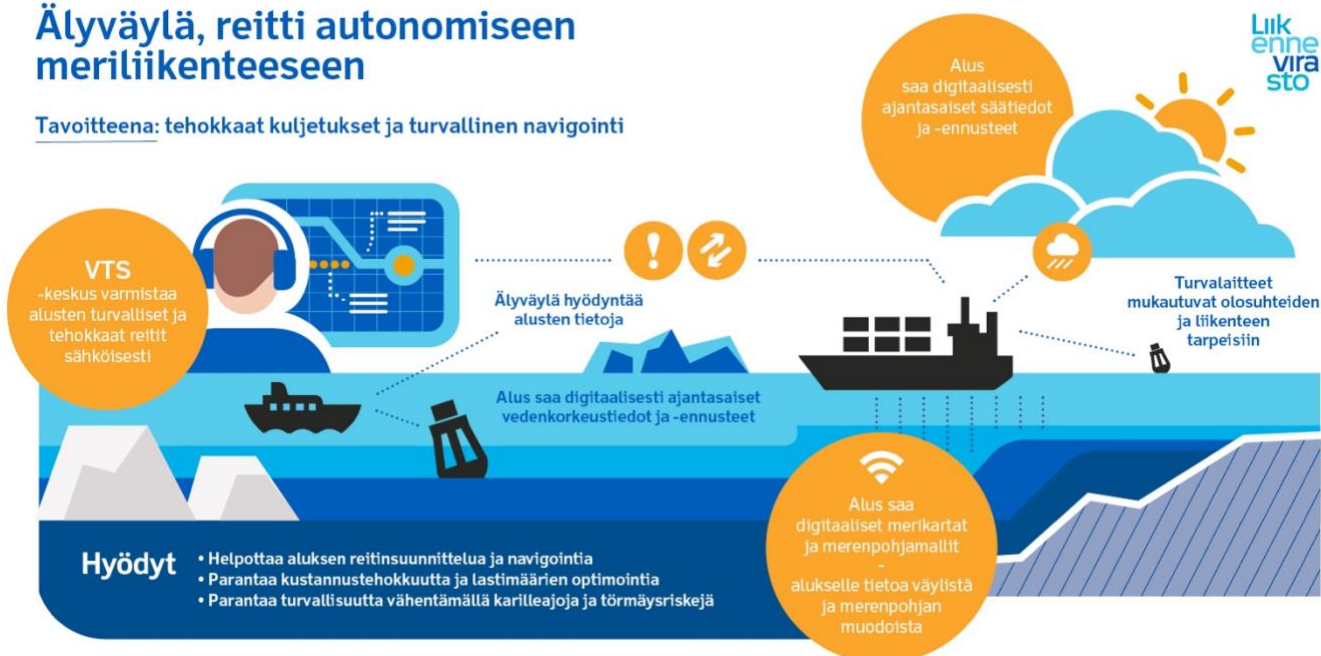 Älyväylä, reitti autonomiseen
meriliikenteeseen
Tavoitteena: tehokkaat kuljetukset ja turvallinen navigointi
Liik
enne
vira
sto
Alus
saa digitaalisesti
ajantasaiset säätiedot
ja -ennusteet
VTS
-keskus varmistaa
alusten turvalliset ja
tehokkaat reitit
sähköisesti
!
Älyväylä hyödyntää
alusten tietoja
Turvalaitteet
mukautuvat olosuhteiden
ja liikenteen
tarpeisiin
Alus saa digitaalisesti ajantasaiset
vedenkorkeustiedot ja -ennusteet
Alus saa
digitaaliset merikartat
ja merenpohjamallit
-
alukselle tietoa väylistä
ja merenpohjan
muodoista
Hyödyt
• Helpottaa aluksen reitinsuunnittelua ja navigointia
• Parantaa kustannustehokkuutta ja lastimäärien optimointia
• Parantaa turvallisuutta vähentämällä karilleajoja ja törmäysriskejä